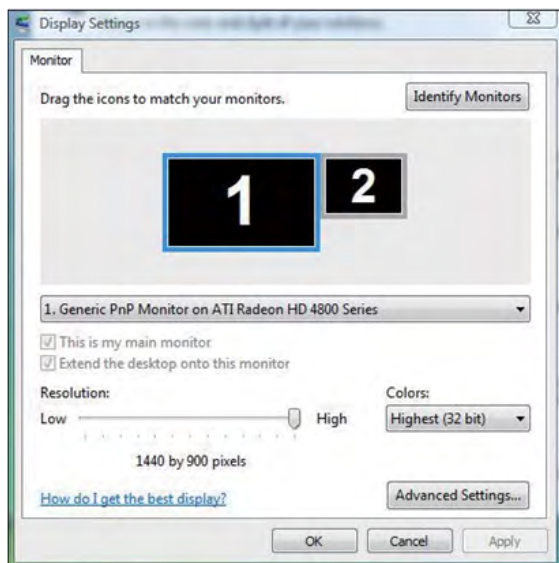 Display Settings
Monitor
Drag the icons to match your monitors.
Identify Monitors
1
2
1. Generic PnP Monitor on ATI Radeon HD 4800 Series
This is my main monitor
Extend the desktop onto this monitor
Resolution:
Colors:
Low
High
Highest (32 bit)
1440 by 900 pixels
How do I get the best display?
Advanced Settings...
OK
Cancel
Apply